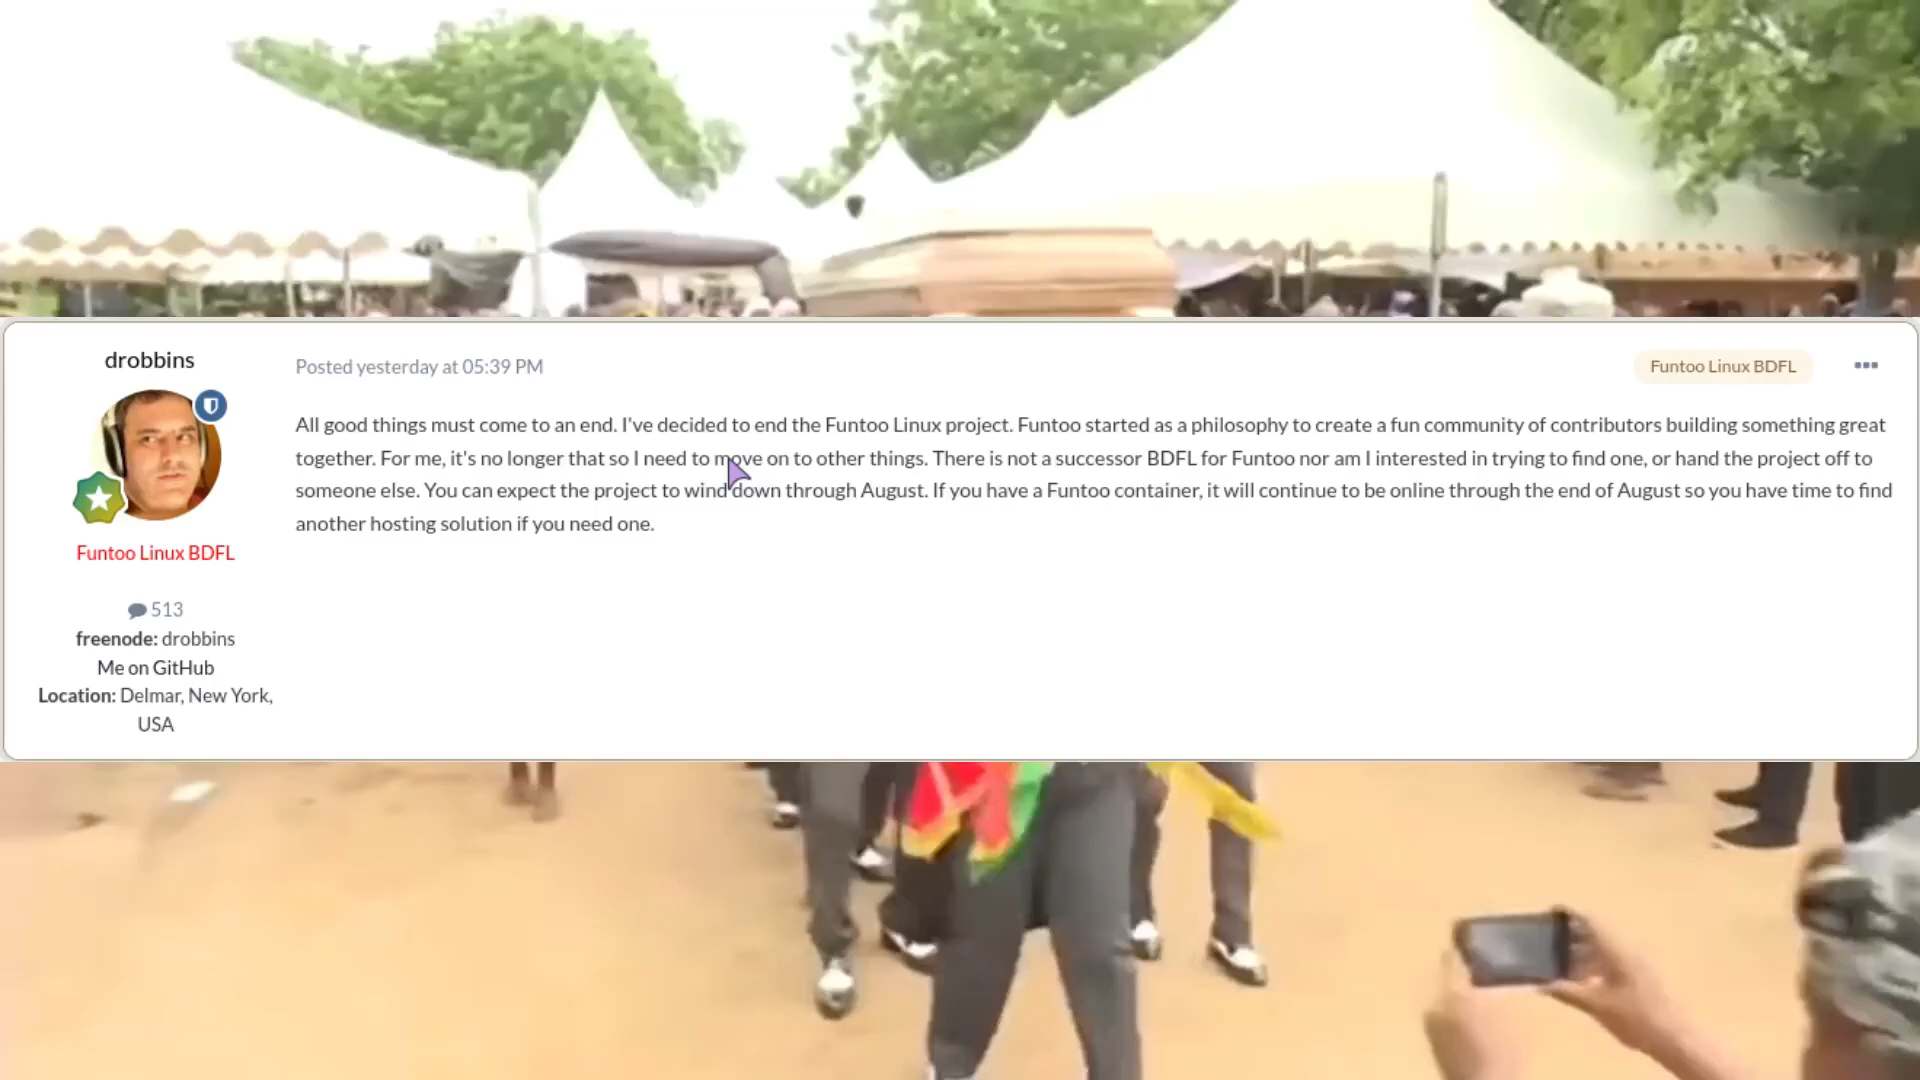 drobbins
Funtoo Linux BDFL
513
freenode: drobbins
Me on GitHub
Location: Delmar, New York,
USA
Posted yesterday at 05:39 PM
Funtoo Linux BDFL
All good things must come to an end. I've decided to end the Funtoo Linux project. Funtoo started as a philosophy to create a fun community of contributors building something great
together. For me, it's no longer that so I need to move on to other things. There is not a successor BDFL for Funtoo nor am I interested in trying to find one, or hand the project off to
someone else. You can expect the project to wind down through August. If you have a Funtoo container, it will continue to be online through the end of August so you have time to find
another hosting solution if you need one.